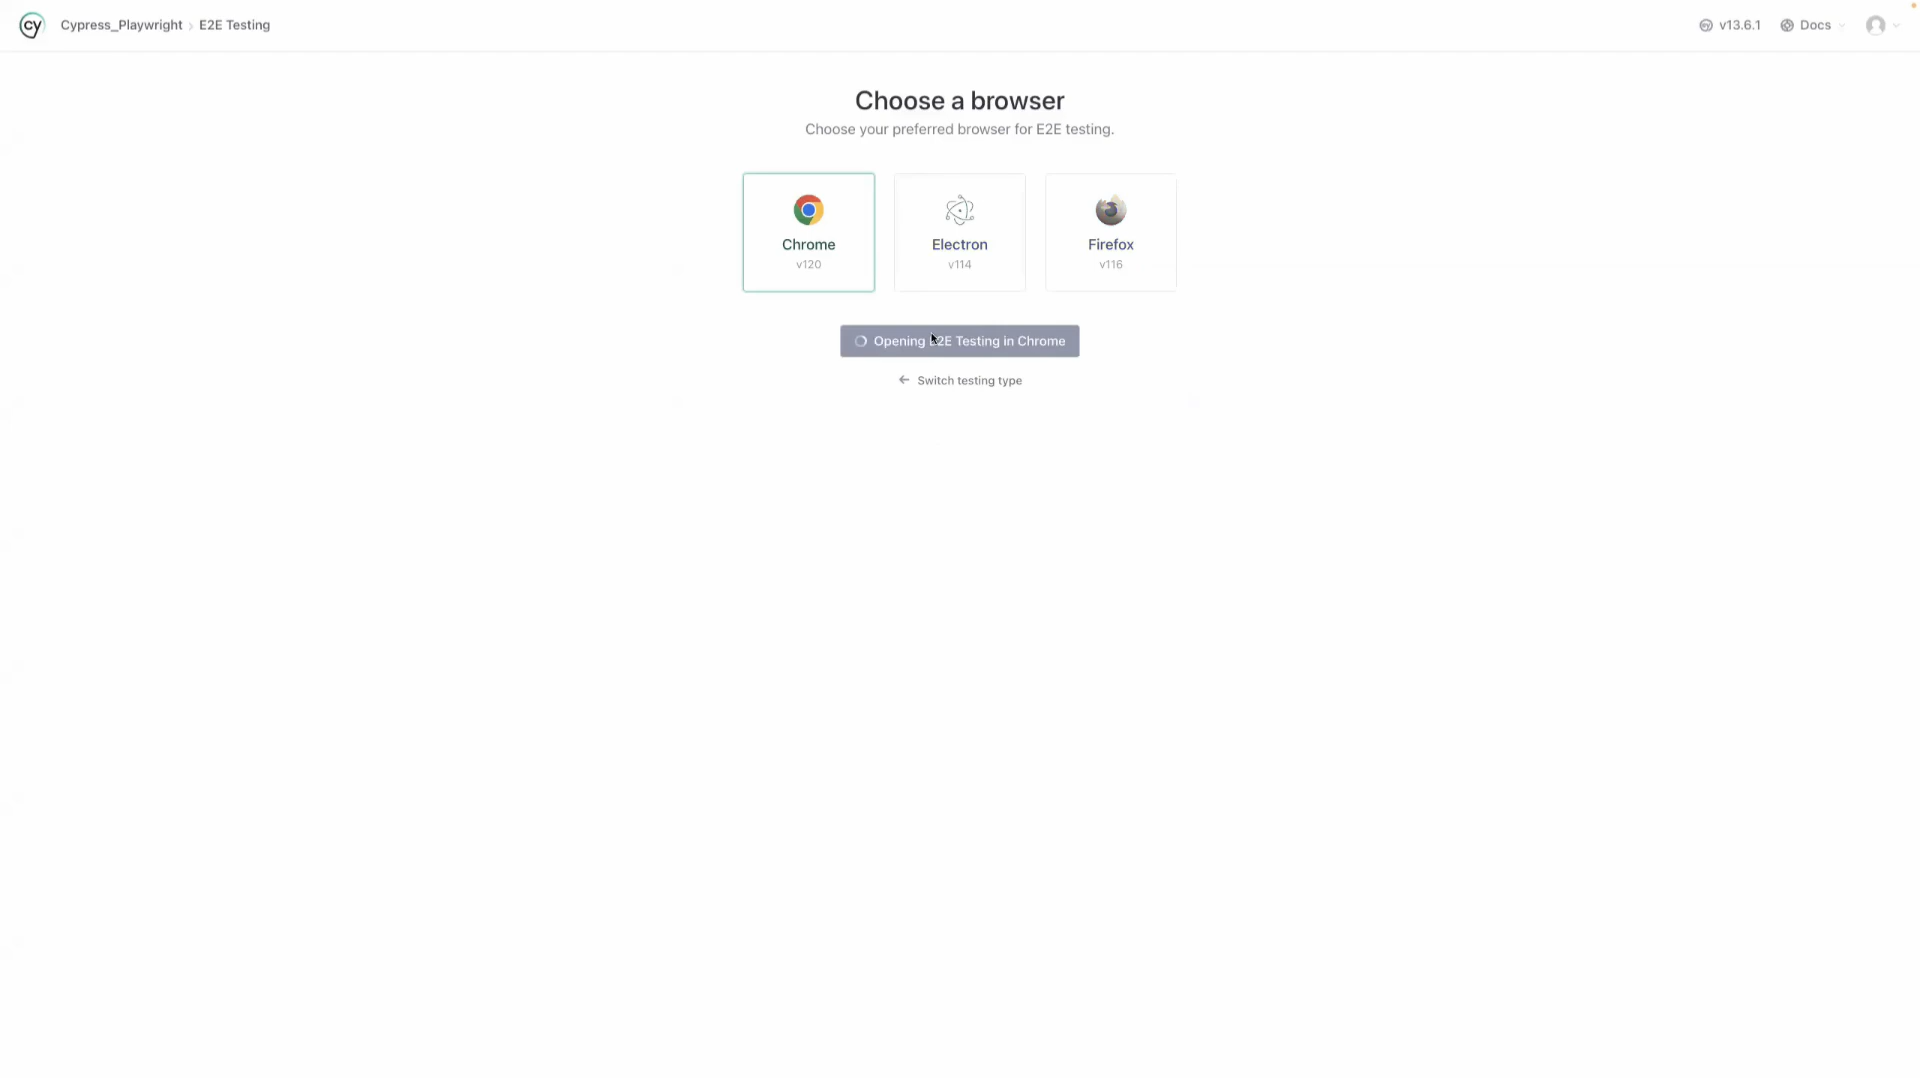 cy Cypress_Playwright › E2E Testing v13.6.1 Docs
Choose a browser
Choose your preferred browser for E2E testing.
Chrome Electron Firefox
v120 v114 v116
Opening E2E Testing in Chrome
← Switch testing type